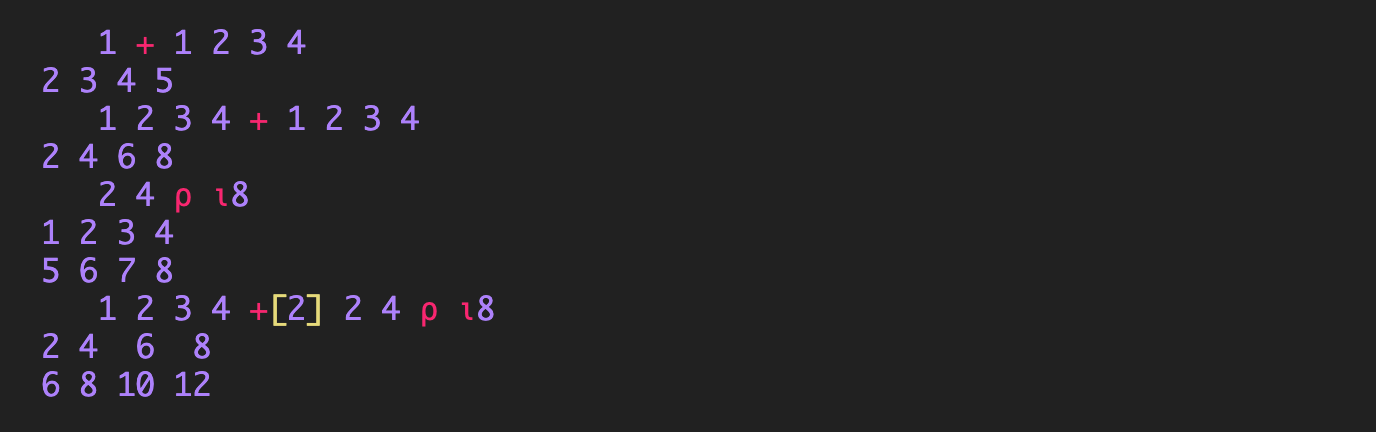 1 + 1 2 3 4
2 3 4 5
   1 2 3 4 + 1 2 3 4
2 4 6 8
   2 4 ⍴ ⍳8
1 2 3 4
5 6 7 8
   1 2 3 4 +[2] 2 4 ⍴ ⍳8
2 4  6  8
6 8 10 12